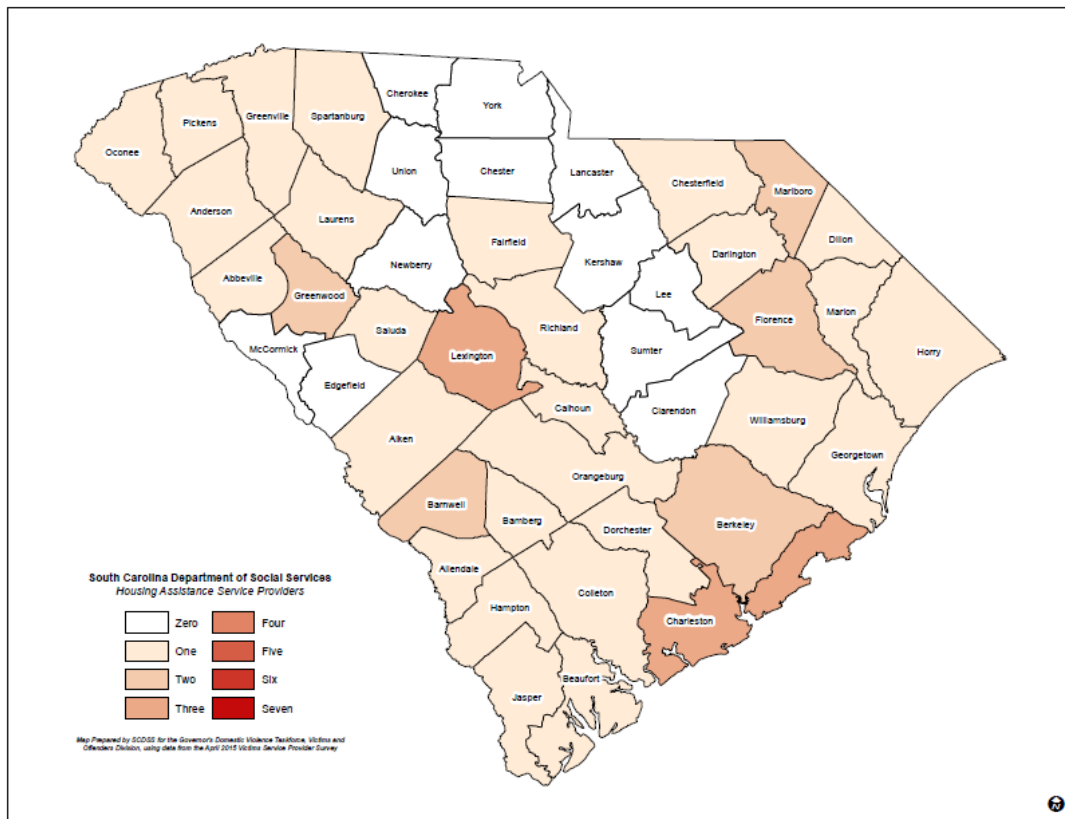 Cherokee
York
Pickens
Greenville
Spartanburg
Oconee
Union
Chester
Lancaster
Chesterfield
Marlboro
Anderson
Laurens
Fairfield
Dillon
Darlington
Newberry
Kershaw
Abbeville
Greenwood
Lee
Marion
Saluda
Richland
Florence
McCormick
Lexington
Sumter
Horry
Edgefield
Calhoun
Clarendon
Williamsburg
Aiken
Georgetown
Orangeburg
Barnwell
Bamberg
Dorchester
Berkeley
Allendale
Colleton
Hampton
Charleston
Beaufort
Jasper
South Carolina Department of Social Services
Housing Assistance Service Providers
Zero Four
One Five
Two Six
Three Seven
Map Prepared by SCDSS for the Governor's Domestic Violence Taskforce, Victims and
Offenders Division, using data from the April 2015 Victims Service Provider Survey
N